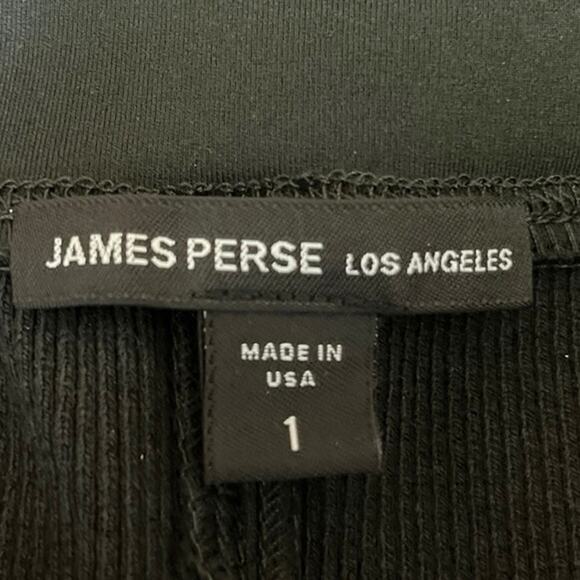 JAMES PERSE LOS ANGELES
MADE IN
USA
1